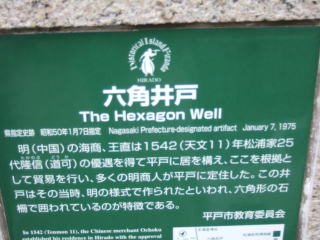 Historical Island Hirado
HIRADO
六角井戸
The Hexagon Well
県指定史跡 昭和50年1月7日指定 Nagasaki Prefecture-designated artifact January 7, 1975
明(中国)の海商、王直は1542(天文11)年松浦家25
代隆信(道可)の優遇を得て平戸に居を構え、ここを根拠と
して貿易を行い、多くの明商人が平戸に定住した。この井
戸はその当時、明の様式で作られたといわれ、六角形の石
柵で囲われているのが特徴である。
平戸市教育委員会
In 1542 (Tenmon 11), the Chinese merchant Ochoku
established his residence in Hirado with the approval